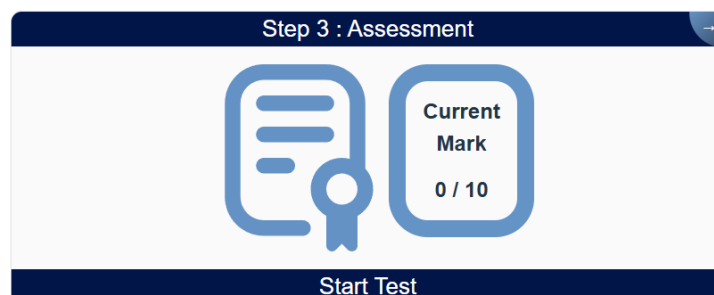 Step 3 : Assessment
→
Current
Mark
0 / 10
Start Test